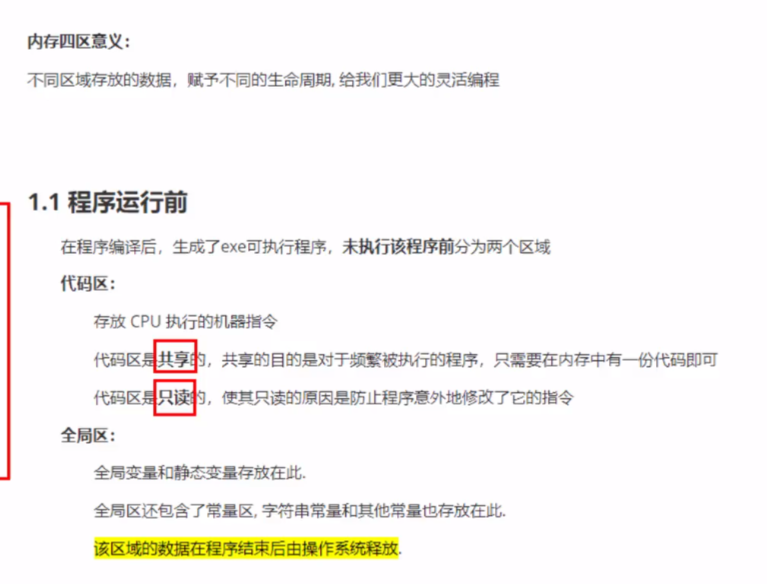 内存四区意义：
不同区域存放的数据，赋予不同的生命周期, 给我们更大的灵活编程
1.1 程序运行前
在程序编译后，生成了exe可执行程序，未执行该程序前分为两个区域
代码区：
存放 CPU 执行的机器指令
代码区是共享的，共享的目的是对于频繁被执行的程序，只需要在内存中有一份代码即可
代码区是只读的，使其只读的原因是防止程序意外地修改了它的指令
全局区：
全局变量和静态变量存放在此.
全局区还包含了常量区, 字符串常量和其他常量也存放在此.
该区域的数据在程序结束后由操作系统释放.